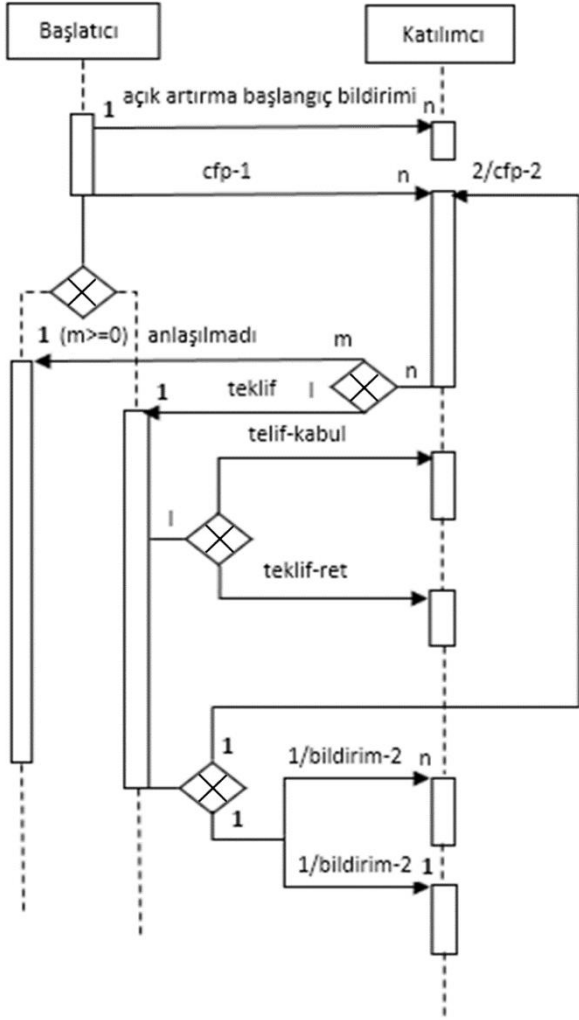 Başlatıcı
Katılımcı
1 açık artırma başlangıç bildirimi n
cfp-1 n 2/cfp-2
1 (m>=0) anlaşılmadı m
n
1 teklif l
telif-kabul
l
teklif-ret
1
1/bildirim-2 n
1
1/bildirim-2 1